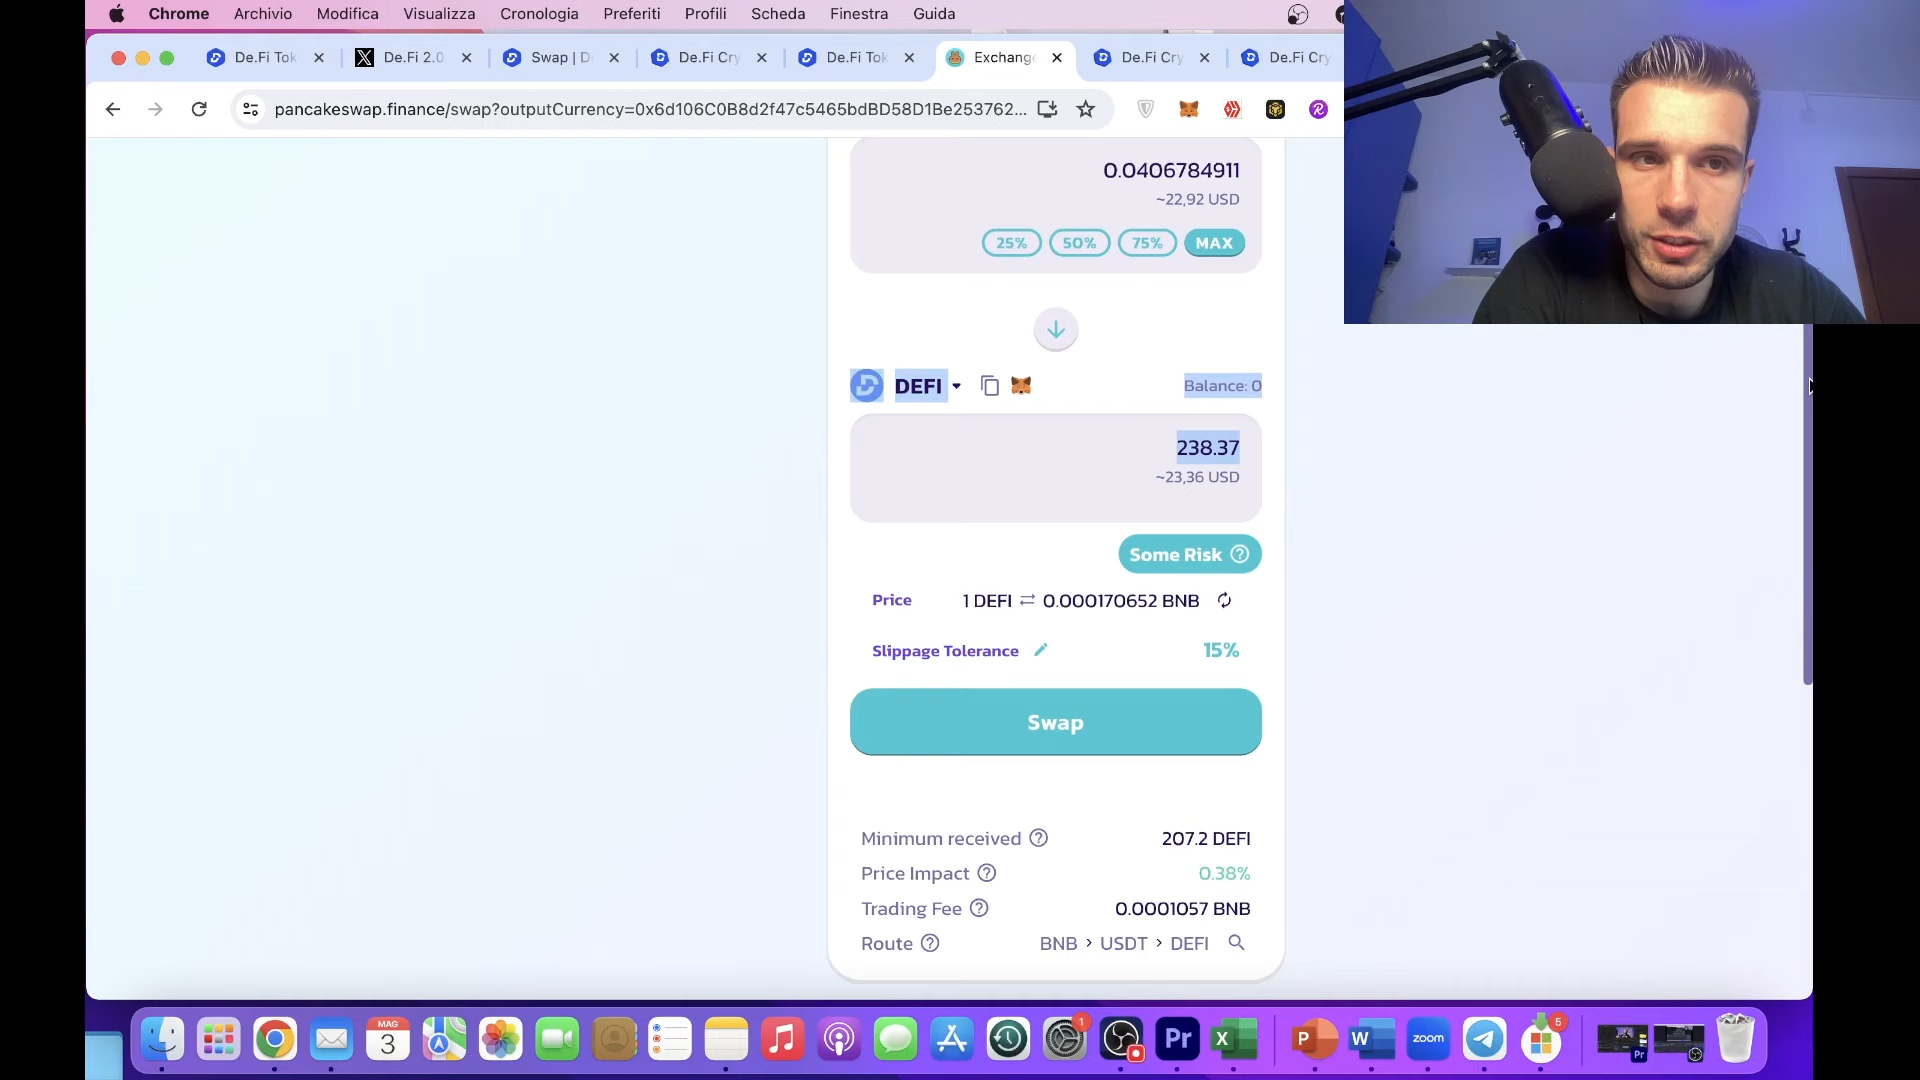 Chrome Archivio Modifica Visualizza Cronologia Preferiti Profili Scheda Finestra Guida
De.Fi Tok De.Fi 2.0 Swap | D De.Fi Cry De.Fi Tok Exchang De.Fi Cry De.Fi Cry
pancakeswap.finance/swap?outputCurrency=0x6d106C0B8d2f47c5465bdBD58D1Be253762...
0.0406784911
~22,92 USD
25% 50% 75% MAX
DEFI Balance: 0
238.37
~23,36 USD
Some Risk
Price 1 DEFI ⇄ 0.000170652 BNB
Slippage Tolerance 15%
Swap
Minimum received 207.2 DEFI
Price Impact 0.38%
Trading Fee 0.0001057 BNB
Route BNB > USDT > DEFI
MAG
3
1
5
Pr
X
P
W
zoom
Pr